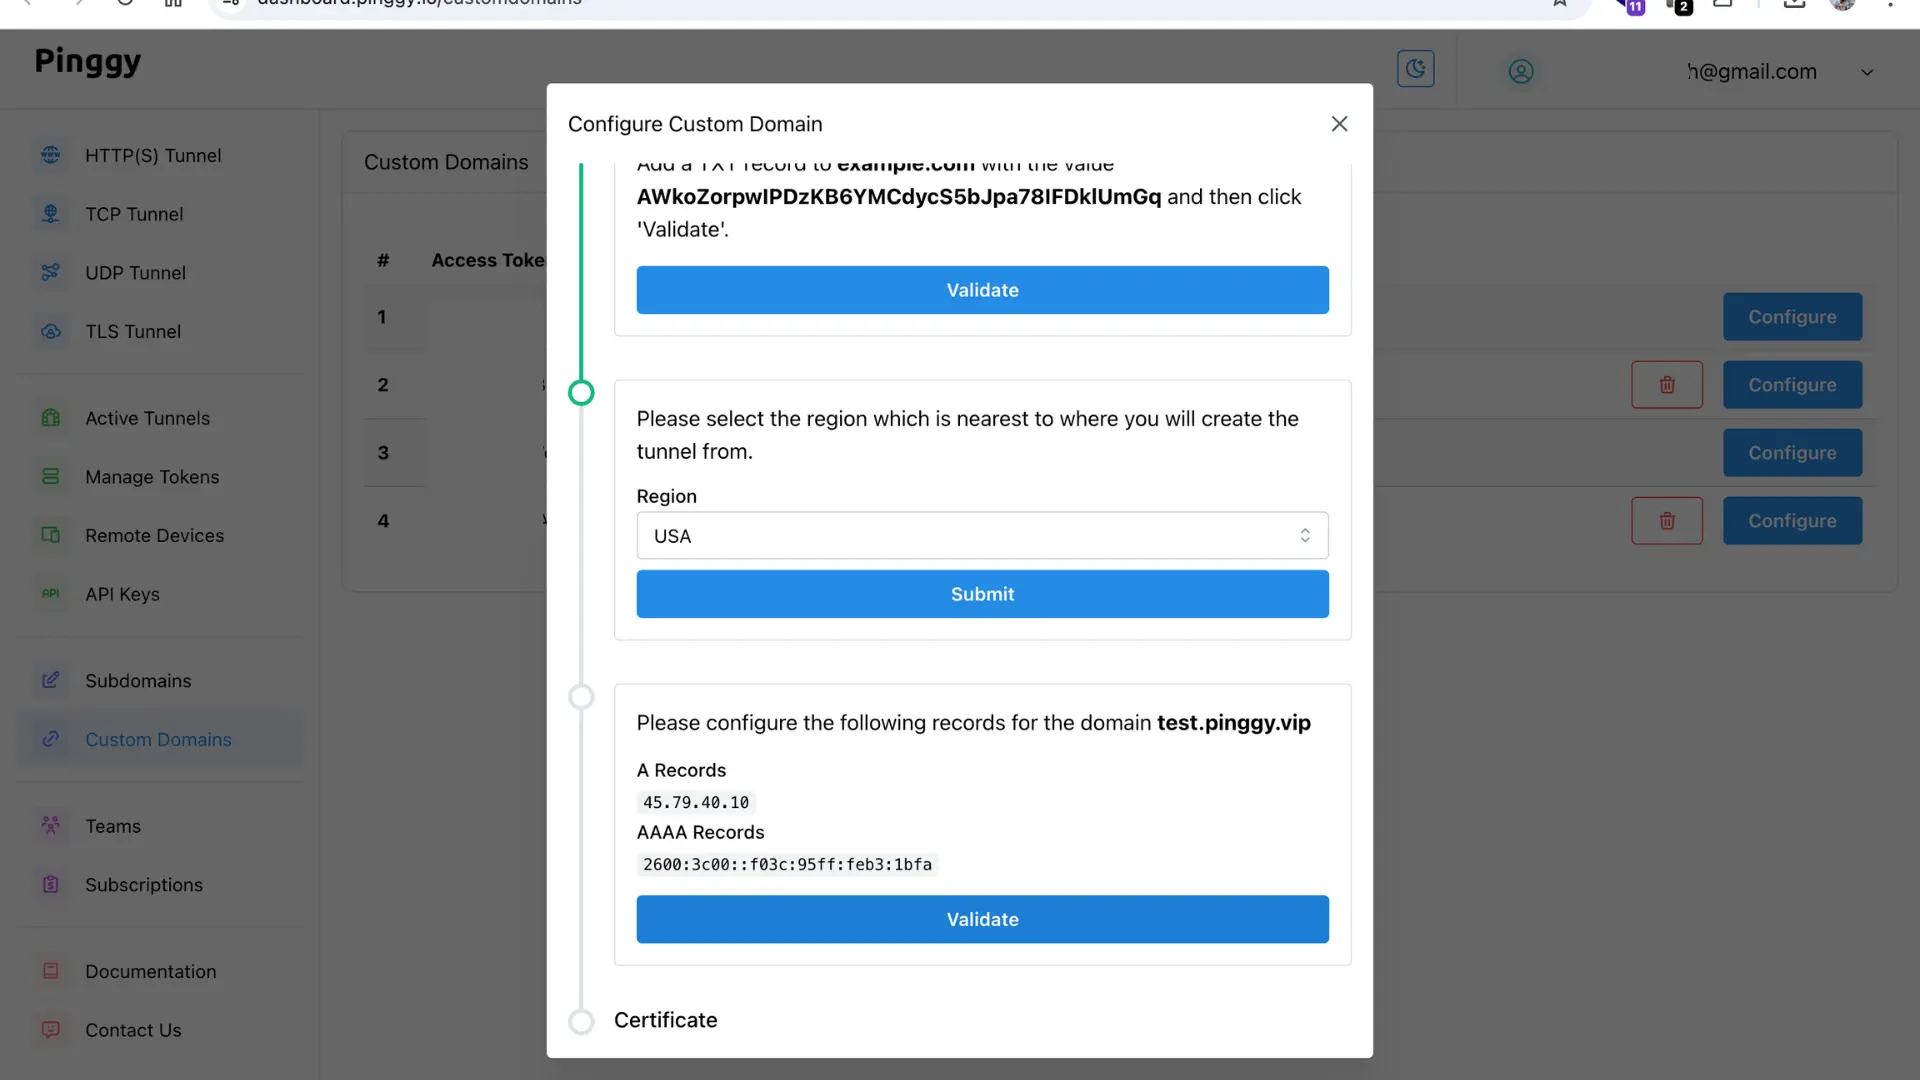 dashboard.pinggy.io/customdomains
11
2
Pinggy
h@gmail.com
HTTP(S) Tunnel
TCP Tunnel
UDP Tunnel
TLS Tunnel
Active Tunnels
Manage Tokens
Remote Devices
API
API Keys
Subdomains
Custom Domains
Teams
Subscriptions
Documentation
Contact Us
Custom Domains
# Access Toke
1
2
3
4
Configure
Configure
Configure
Configure
Configure Custom Domain
Add a TXT record to example.com with the value
AWkoZorpwIPDzKB6YMCdycS5bJpa78IFDklUmGq and then click
'Validate'.
Validate
Please select the region which is nearest to where you will create the
tunnel from.
Region
USA
Submit
Please configure the following records for the domain test.pinggy.vip
A Records
45.79.40.10
AAAA Records
2600:3c00::f03c:95ff:feb3:1bfa
Validate
Certificate